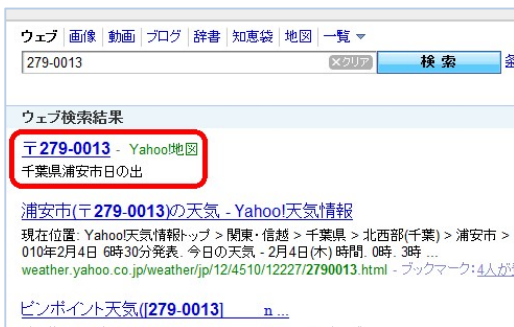 ウェブ 画像 動画 ブログ 辞書 知恵袋 地図 一覧 ▼
279-0013 ×クリア 検 索
ウェブ検索結果
〒279-0013 - Yahoo!地図
千葉県浦安市日の出
浦安市(〒279-0013)の天気 - Yahoo!天気情報
現在位置: Yahoo!天気情報トップ > 関東・信越 > 千葉県 > 北西部(千葉) > 浦安市 >
010年2月4日 6時30分発表. 今日の天気 - 2月4日(木) 時間. 0時. 3時 ...
weather.yahoo.co.jp/weather/jp/12/4510/12227/2790013.html - ブックマーク:4人が
ピンポイント天気([279-0013] n ...